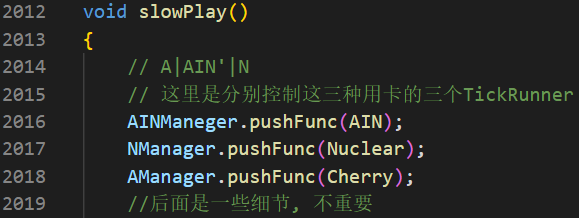 2012 void slowPlay()
2013 {
2014 // A|AIN'|N
2015 // 这里是分别控制这三种用卡的三个TickRunner
2016 AINManeger.pushFunc(AIN);
2017 NManager.pushFunc(Nuclear);
2018 AManager.pushFunc(Cherry);
2019 //后面是一些细节, 不重要